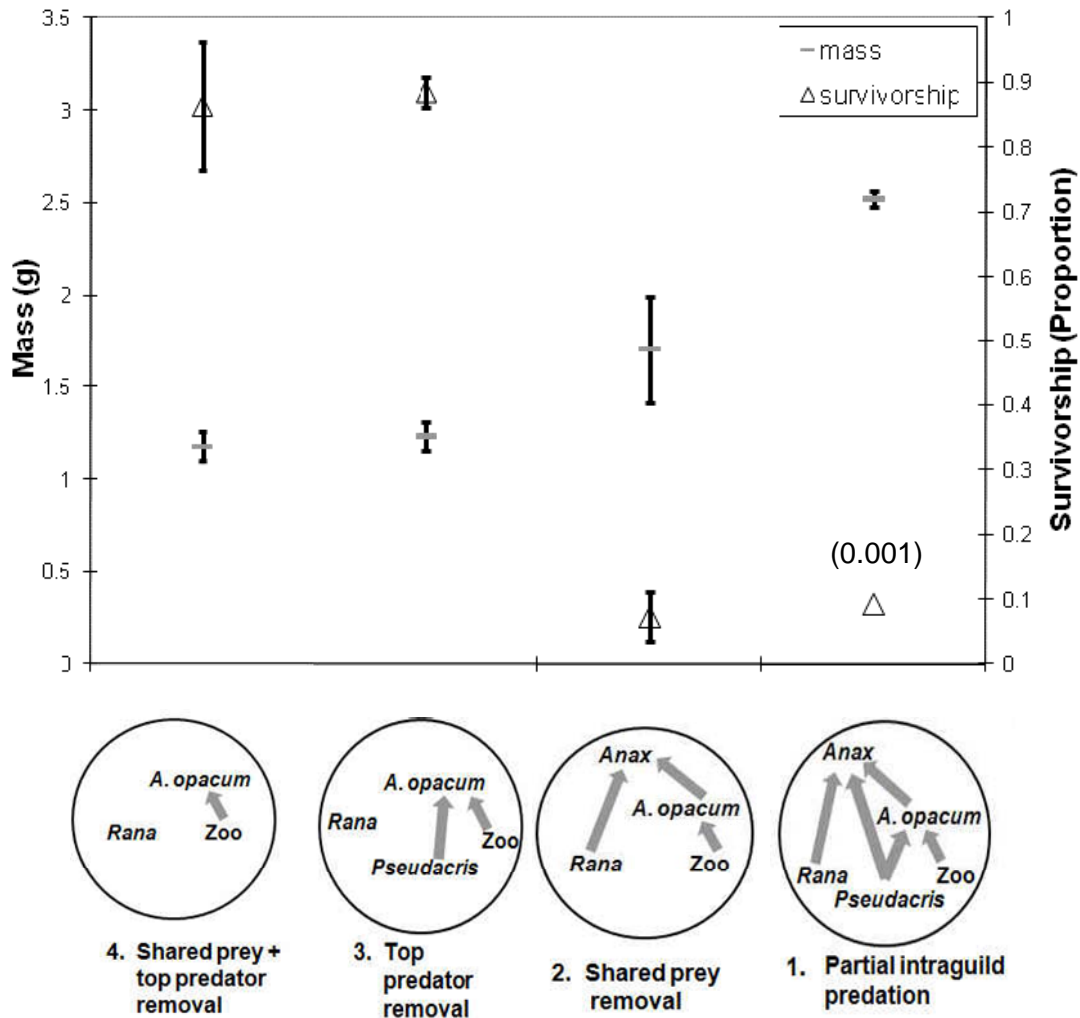 3.5
3
2.5
2
1.5
1
0.5
0
Mass (g)
mass
survivorship
(0.001)
1
0.9
0.8
0.7
0.6
0.5
0.4
0.3
0.2
0.1
0
Survivorship (Proportion)
A. opacum
Rana
Zoo
4. Shared prey +
top predator
removal
A. opacum
Rana
Zoo
Pseudacris
3. Top
predator
removal
Anax
A. opacum
Rana
Zoo
2. Shared prey
removal
Anax
A. opacum
Rana
Zoo
Pseudacris
1. Partial intraguild
predation